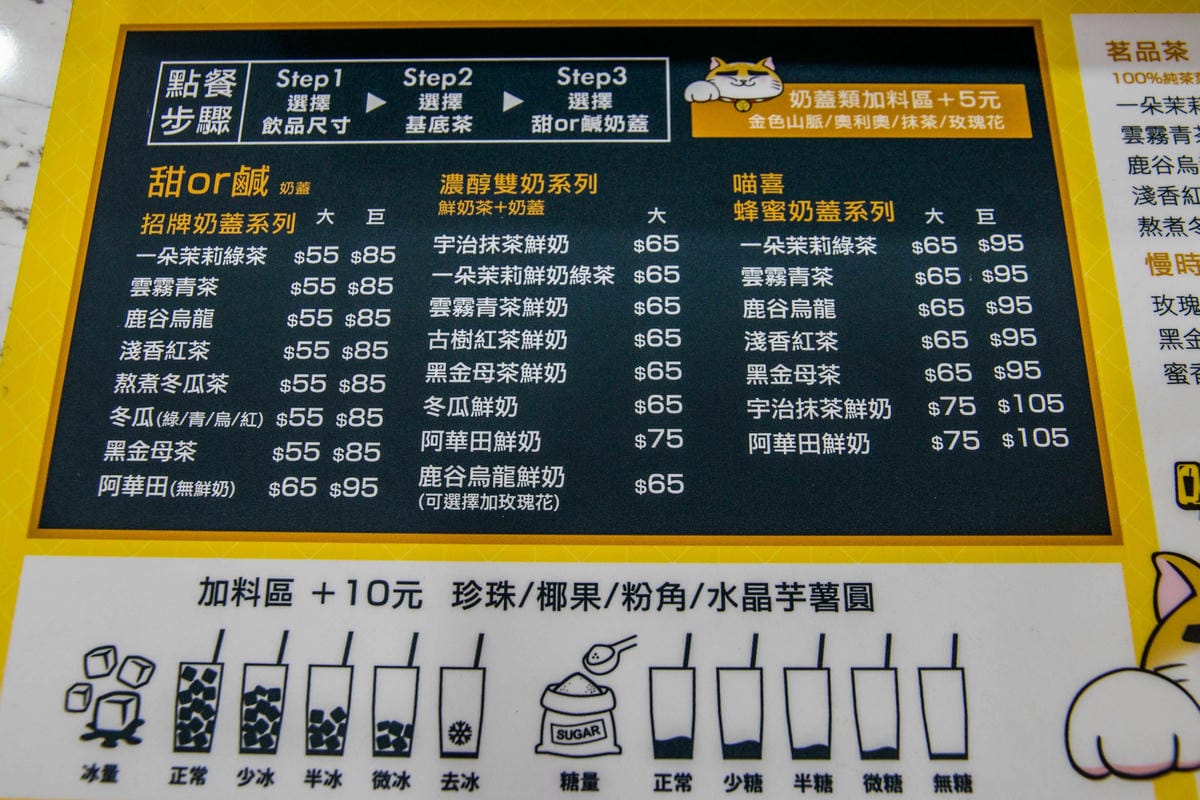 點餐步驟
Step1 選擇 飲品尺寸
Step2 選擇 基底茶
Step3 選擇 甜or鹹奶蓋
奶蓋類加料區+5元
金色山脈/奧利奧/抹茶/玫瑰花
甜or鹹 奶蓋
招牌奶蓋系列 大 巨
一朵茉莉綠茶 $55 $85
雲霧青茶 $55 $85
鹿谷烏龍 $55 $85
淺香紅茶 $55 $85
熬煮冬瓜茶 $55 $85
冬瓜(綠/青/烏/紅) $55 $85
黑金母茶 $55 $85
阿華田(無鮮奶) $65 $95
濃醇雙奶系列
鮮奶茶+奶蓋 大
宇治抹茶鮮奶 $65
一朵茉莉鮮奶綠茶 $65
雲霧青茶鮮奶 $65
古樹紅茶鮮奶 $65
黑金母茶鮮奶 $65
冬瓜鮮奶 $65
阿華田鮮奶 $75
鹿谷烏龍鮮奶 $65
(可選擇加玫瑰花)
喵喜
蜂蜜奶蓋系列 大 巨
一朵茉莉綠茶 $65 $95
雲霧青茶 $65 $95
鹿谷烏龍 $65 $95
淺香紅茶 $65 $95
黑金母茶 $65 $95
宇治抹茶鮮奶 $75 $105
阿華田鮮奶 $75 $105
茗品茶
100%純茶
一朵茉
雲霧青
鹿谷烏
淺香紅
熬煮冬
慢時
玫瑰
黑金
蜜香
加料區 +10元 珍珠/椰果/粉角/水晶芋薯圓
SUGAR
冰量 正常 少冰 半冰 微冰 去冰
糖量 正常 少糖 半糖 微糖 無糖